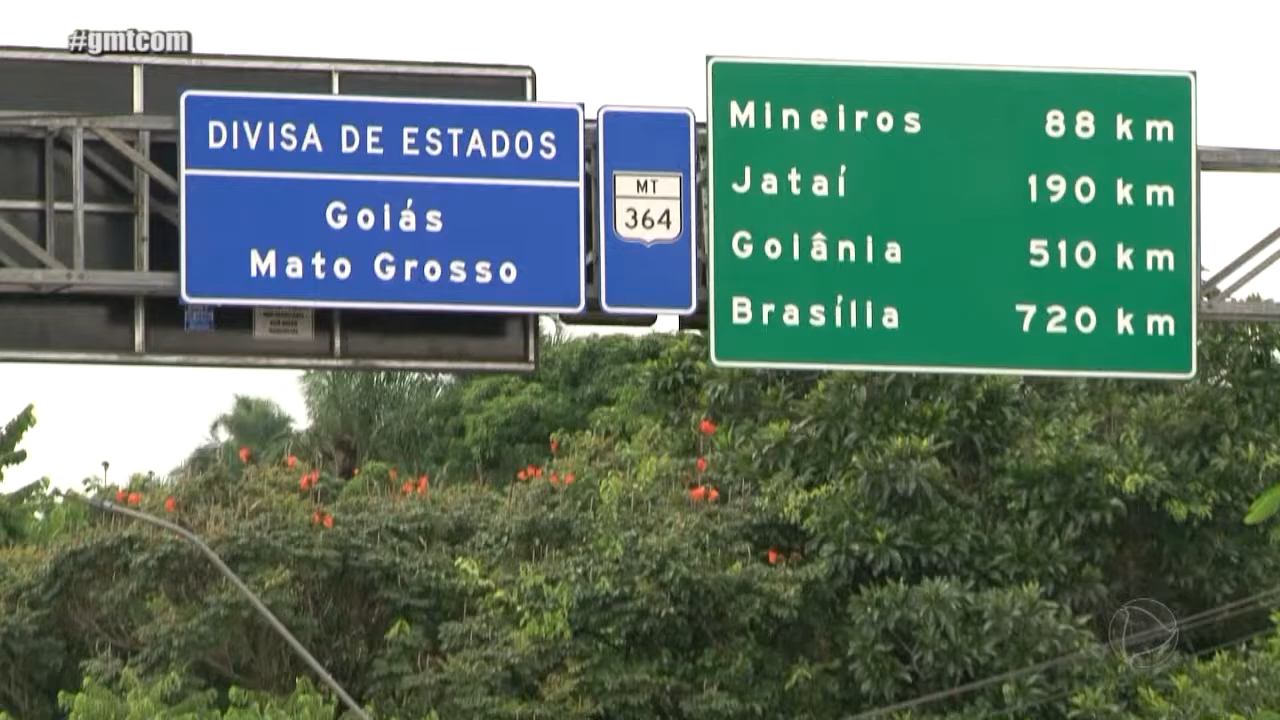 #gmtcom
DIVISA DE ESTADOS
Goiás
Mato Grosso
MT
364
Mineiros 88 km
Jataí 190 km
Goiânia 510 km
Brasília 720 km